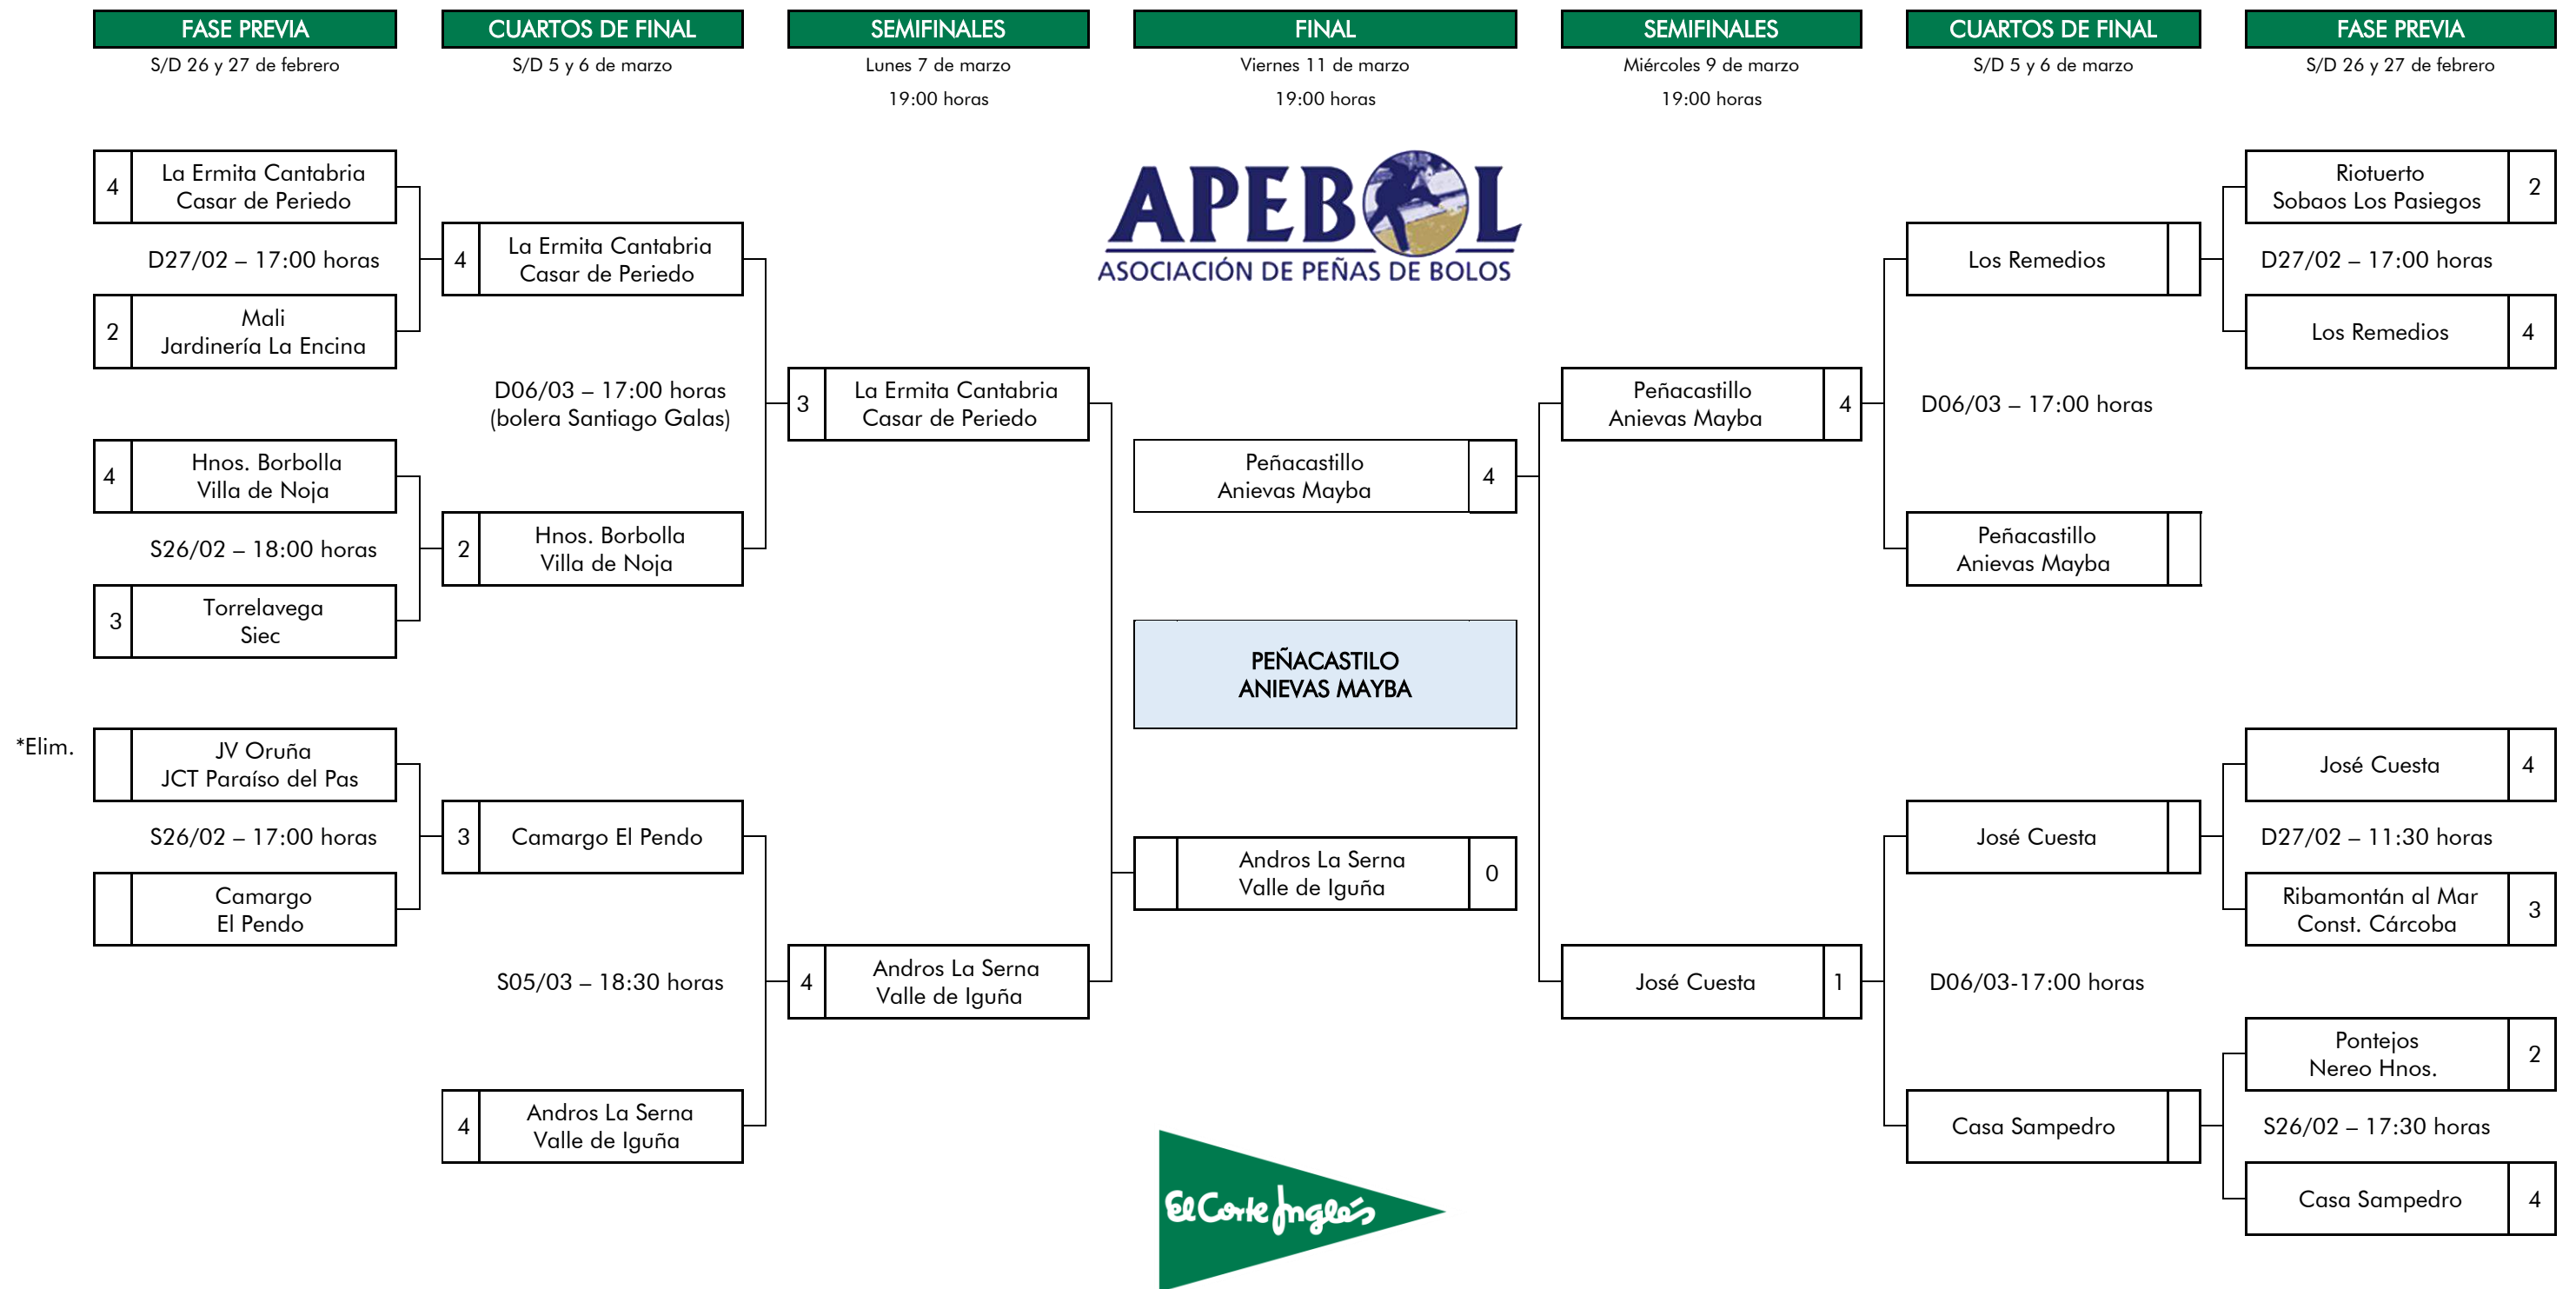 FASE PREVIA
S/D 26 y 27 de febrero
4
La Ermita Cantabria
Casar de Periedo
D27/02 – 17:00 horas
2
Mali
Jardinería La Encina
4
Hnos. Borbolla
Villa de Noja
S26/02 – 18:00 horas
3
Torrelavega
Siec
*Elim.
JV Oruña
JCT Paraíso del Pas
S26/02 – 17:00 horas
Camargo
El Pendo
CUARTOS DE FINAL
S/D 5 y 6 de marzo
4
La Ermita Cantabria
Casar de Periedo
D06/03 – 17:00 horas
(bolera Santiago Galas)
2
Hnos. Borbolla
Villa de Noja
3
Camargo El Pendo
S05/03 – 18:30 horas
4
Andros La Serna
Valle de Iguña
SEMIFINALES
Lunes 7 de marzo
19:00 horas
3
La Ermita Cantabria
Casar de Periedo
4
Andros La Serna
Valle de Iguña
FINAL
Viernes 11 de marzo
19:00 horas
APEBOL
ASOCIACIÓN DE PEÑAS DE BOLOS
Peñacastillo
Anievas Mayba
4
PEÑACASTILO
ANIEVAS MAYBA
Andros La Serna
Valle de Iguña
0
El Corte Inglés
SEMIFINALES
Miércoles 9 de marzo
19:00 horas
Peñacastillo
Anievas Mayba
4
José Cuesta
1
CUARTOS DE FINAL
S/D 5 y 6 de marzo
Los Remedios
D06/03 – 17:00 horas
Peñacastillo
Anievas Mayba
José Cuesta
D06/03-17:00 horas
Casa Sampedro
FASE PREVIA
S/D 26 y 27 de febrero
Riotuerto
Sobaos Los Pasiegos
2
D27/02 – 17:00 horas
Los Remedios
4
José Cuesta
4
D27/02 – 11:30 horas
Ribamontán al Mar
Const. Cárcoba
3
Pontejos
Nereo Hnos.
2
S26/02 – 17:30 horas
Casa Sampedro
4